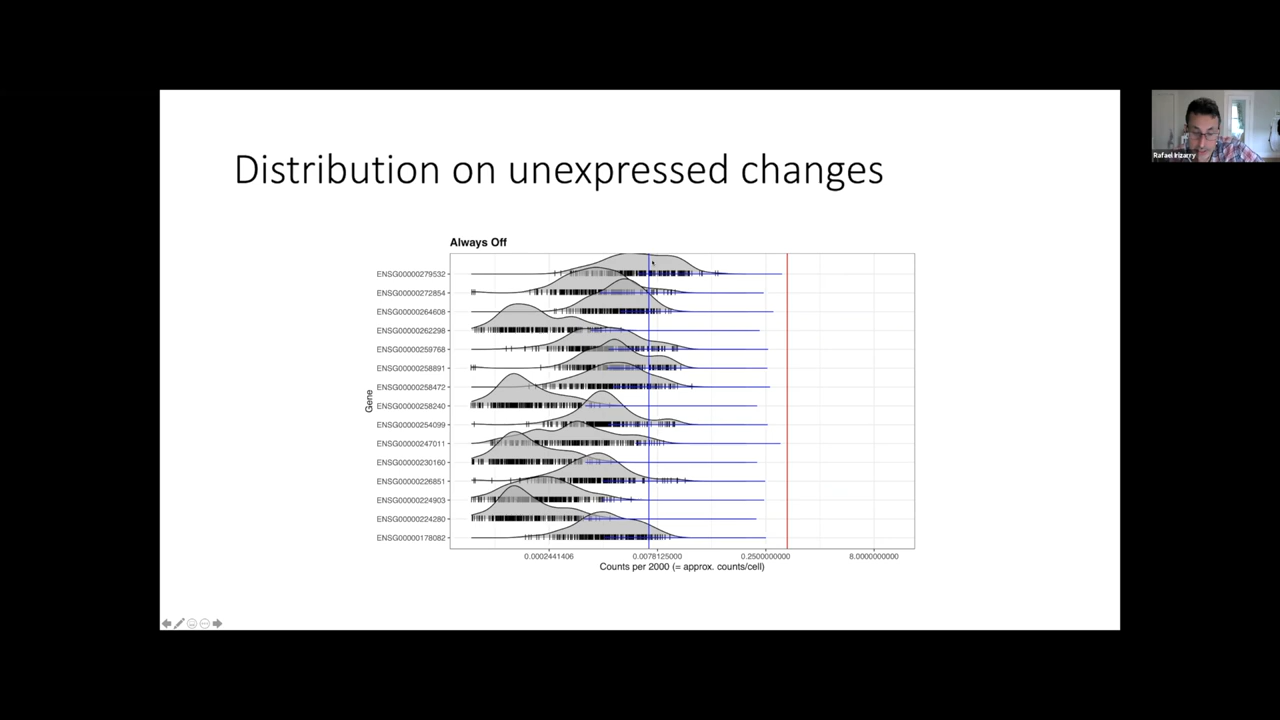 Distribution on unexpressed changes
Rafael Irizarry
Always Off
ENSG00000279532
ENSG00000272854
ENSG00000264608
ENSG00000262298
ENSG00000259768
ENSG00000258891
ENSG00000258472
ENSG00000258240
ENSG00000254099
ENSG00000247011
ENSG00000230160
ENSG00000226851
ENSG00000224903
ENSG00000224280
ENSG00000178082
Gene
0.0002441406 0.0078125000 0.2500000000 8.0000000000
Counts per 2000 (= approx. counts/cell)